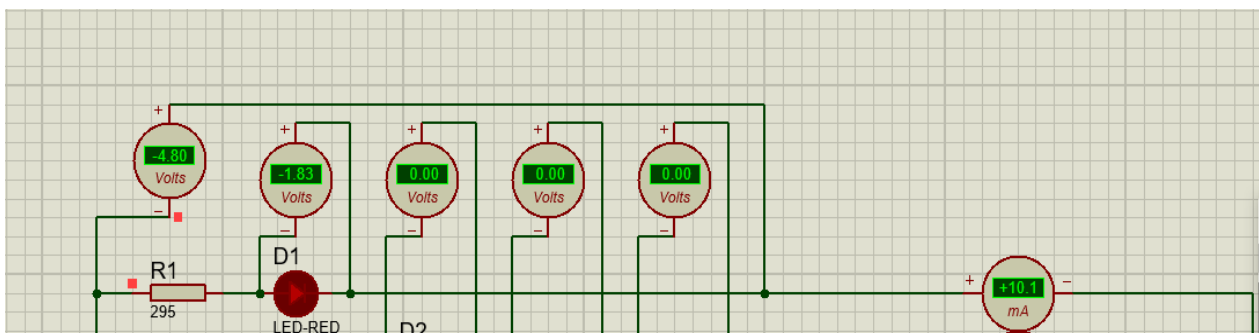 +
+ + + +
-4.80
Volts
-1.83 0.00 0.00 0.00
Volts Volts Volts Volts
−
− − − −
D1
R1
+ +10.1 −
mA
295
LED-RED
D2